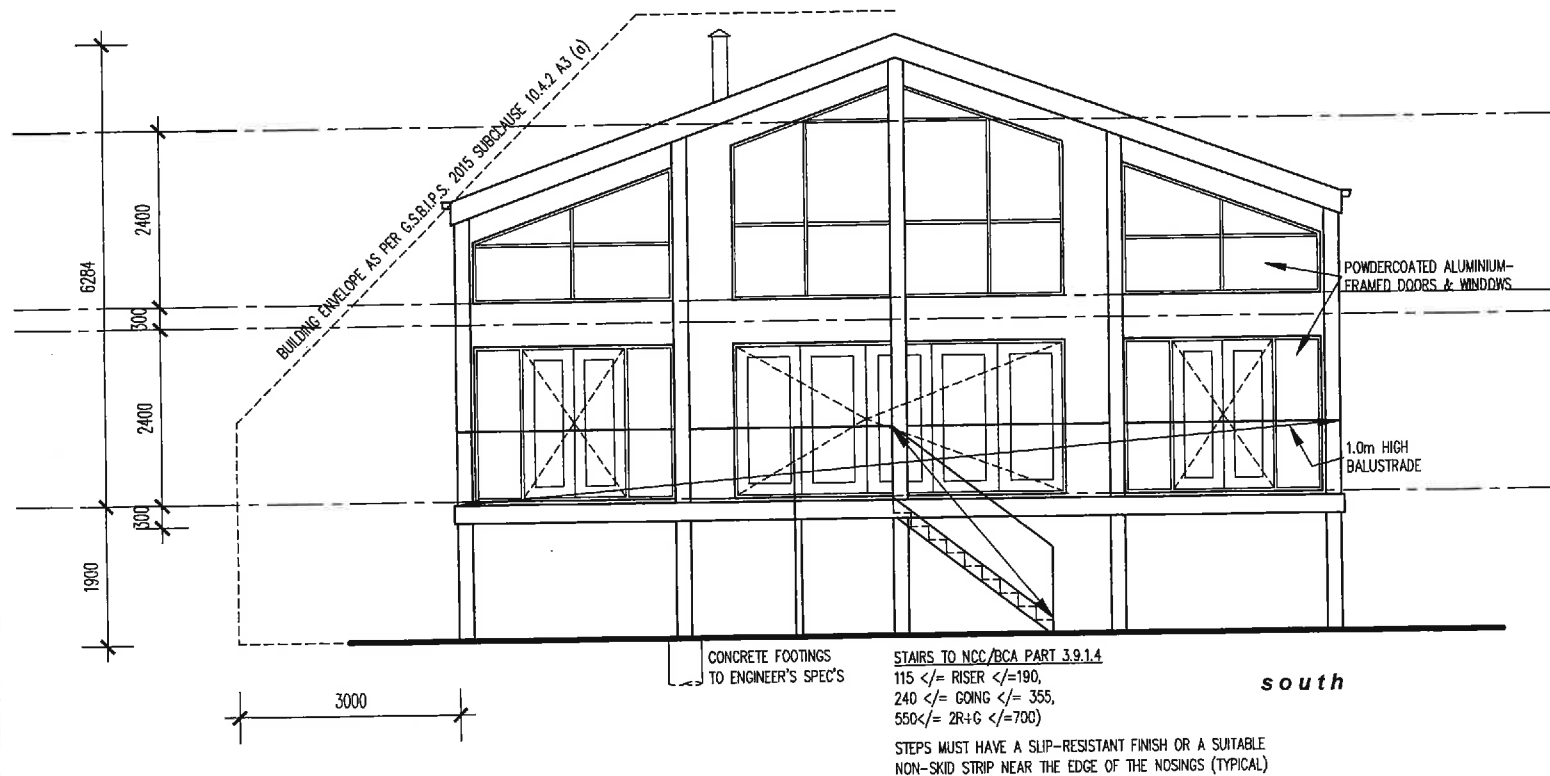 BUILDING ENVELOPE AS PER G.S.B.I.P.S. 2015 SUBCLAUSE 10.4.2 A3 (a)
6284
2400
300
2400
300
1900
3000
POWDERCOATED ALUMINIUM-
FRAMED DOORS & WINDOWS
1.0m HIGH
BALUSTRADE
CONCRETE FOOTINGS
TO ENGINEER'S SPEC'S
STAIRS TO NCC/BCA PART 3.9.1.4
115 </= RISER </=190,
240 </= GOING </= 355,
550</= 2R+G </=700)
STEPS MUST HAVE A SLIP-RESISTANT FINISH OR A SUITABLE
NON-SKID STRIP NEAR THE EDGE OF THE NOSINGS (TYPICAL)
south